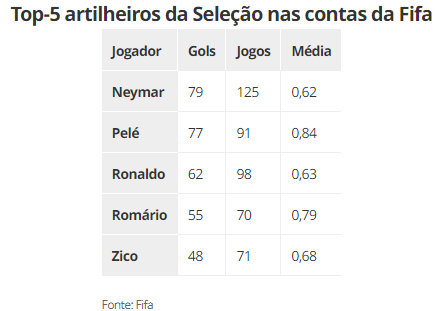 Top-5 artilheiros da Seleção nas contas da Fifa
Jogador Gols Jogos Média
Neymar 79 125 0,62
Pelé 77 91 0,84
Ronaldo 62 98 0,63
Romário 55 70 0,79
Zico 48 71 0,68
Fonte: Fifa